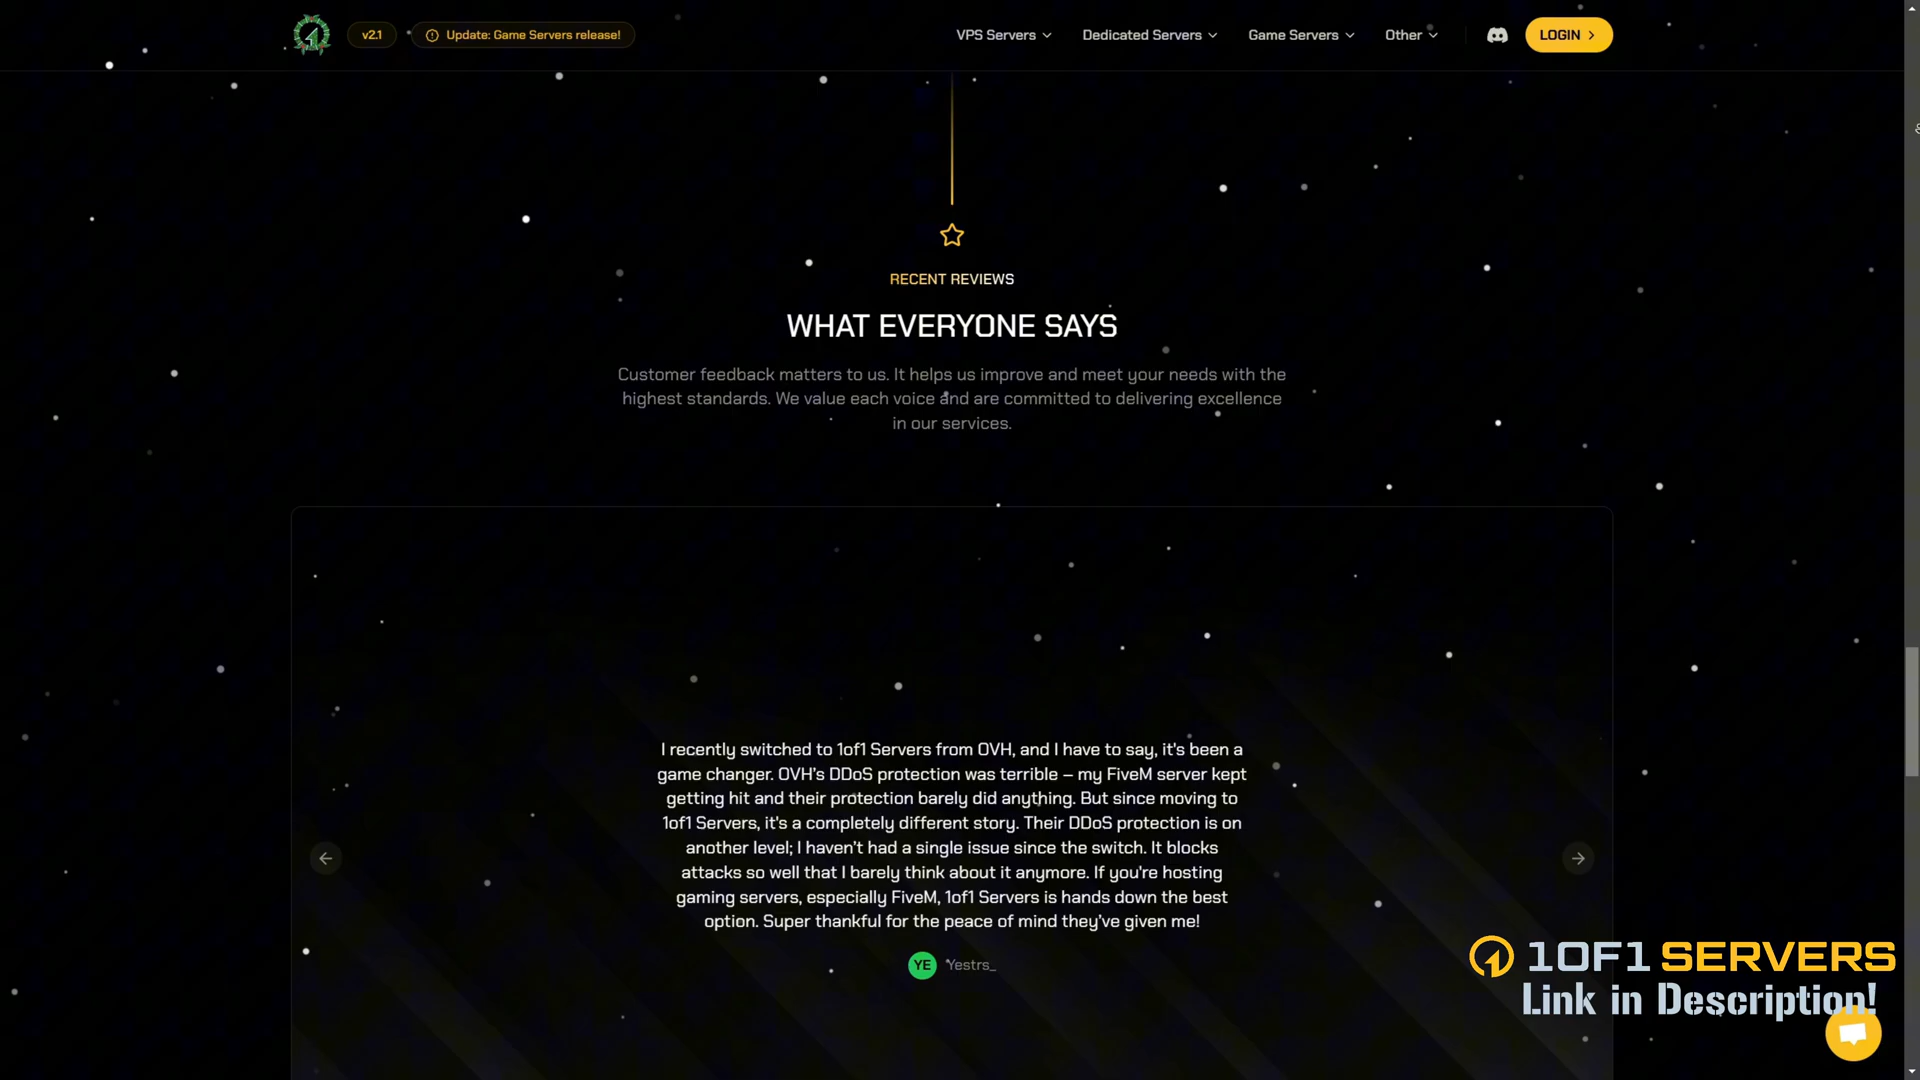 v2.1
Update: Game Servers release!
VPS Servers
Dedicated Servers
Game Servers
Other
LOGIN
RECENT REVIEWS
WHAT EVERYONE SAYS
Customer feedback matters to us. It helps us improve and meet your needs with the
highest standards. We value each voice and are committed to delivering excellence
in our services.
I recently switched to 1of1 Servers from OVH, and I have to say, it's been a
game changer. OVH's DDoS protection was terrible – my FiveM server kept
getting hit and their protection barely did anything. But since moving to
1of1 Servers, it's a completely different story. Their DDoS protection is on
another level; I haven't had a single issue since the switch. It blocks
attacks so well that I barely think about it anymore. If you're hosting
gaming servers, especially FiveM, 1of1 Servers is hands down the best
option. Super thankful for the peace of mind they've given me!
YE
Yestrs_
1OF1 SERVERS
Link in Description!